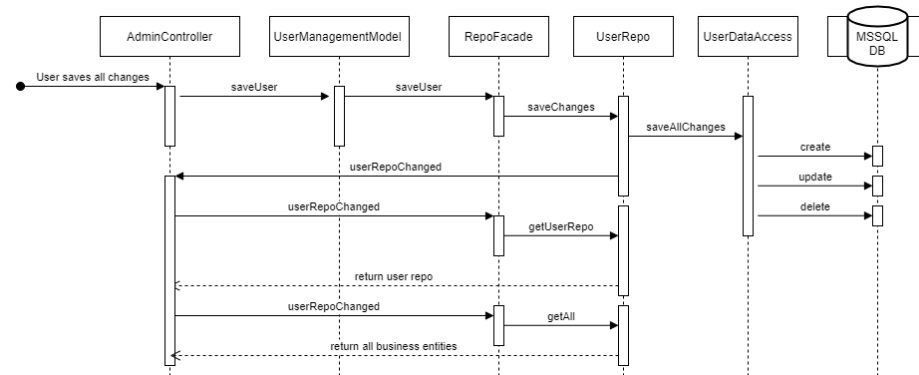 AdminController
UserManagementModel
RepoFacade
UserRepo
UserDataAccess
MSSQL
DB
User saves all changes
saveUser
saveUser
saveChanges
saveAllChanges
create
userRepoChanged
update
userRepoChanged
delete
getUserRepo
return user repo
userRepoChanged
getAll
return all business entities